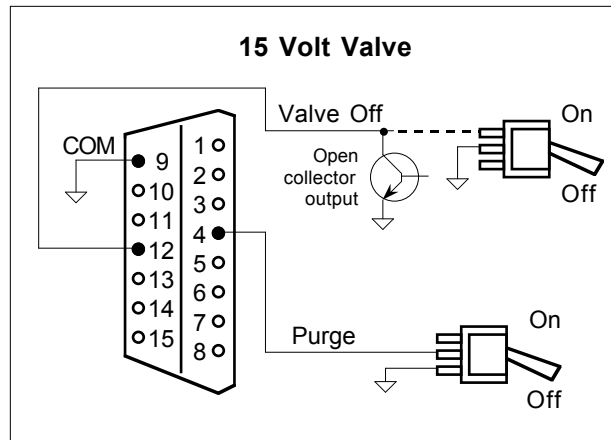 15 Volt Valve
Valve Off
On
COM
Open
collector
output
Off
9
10
11
12
13
14
15
1
2
3
4
5
6
7
8
Purge
On
Off